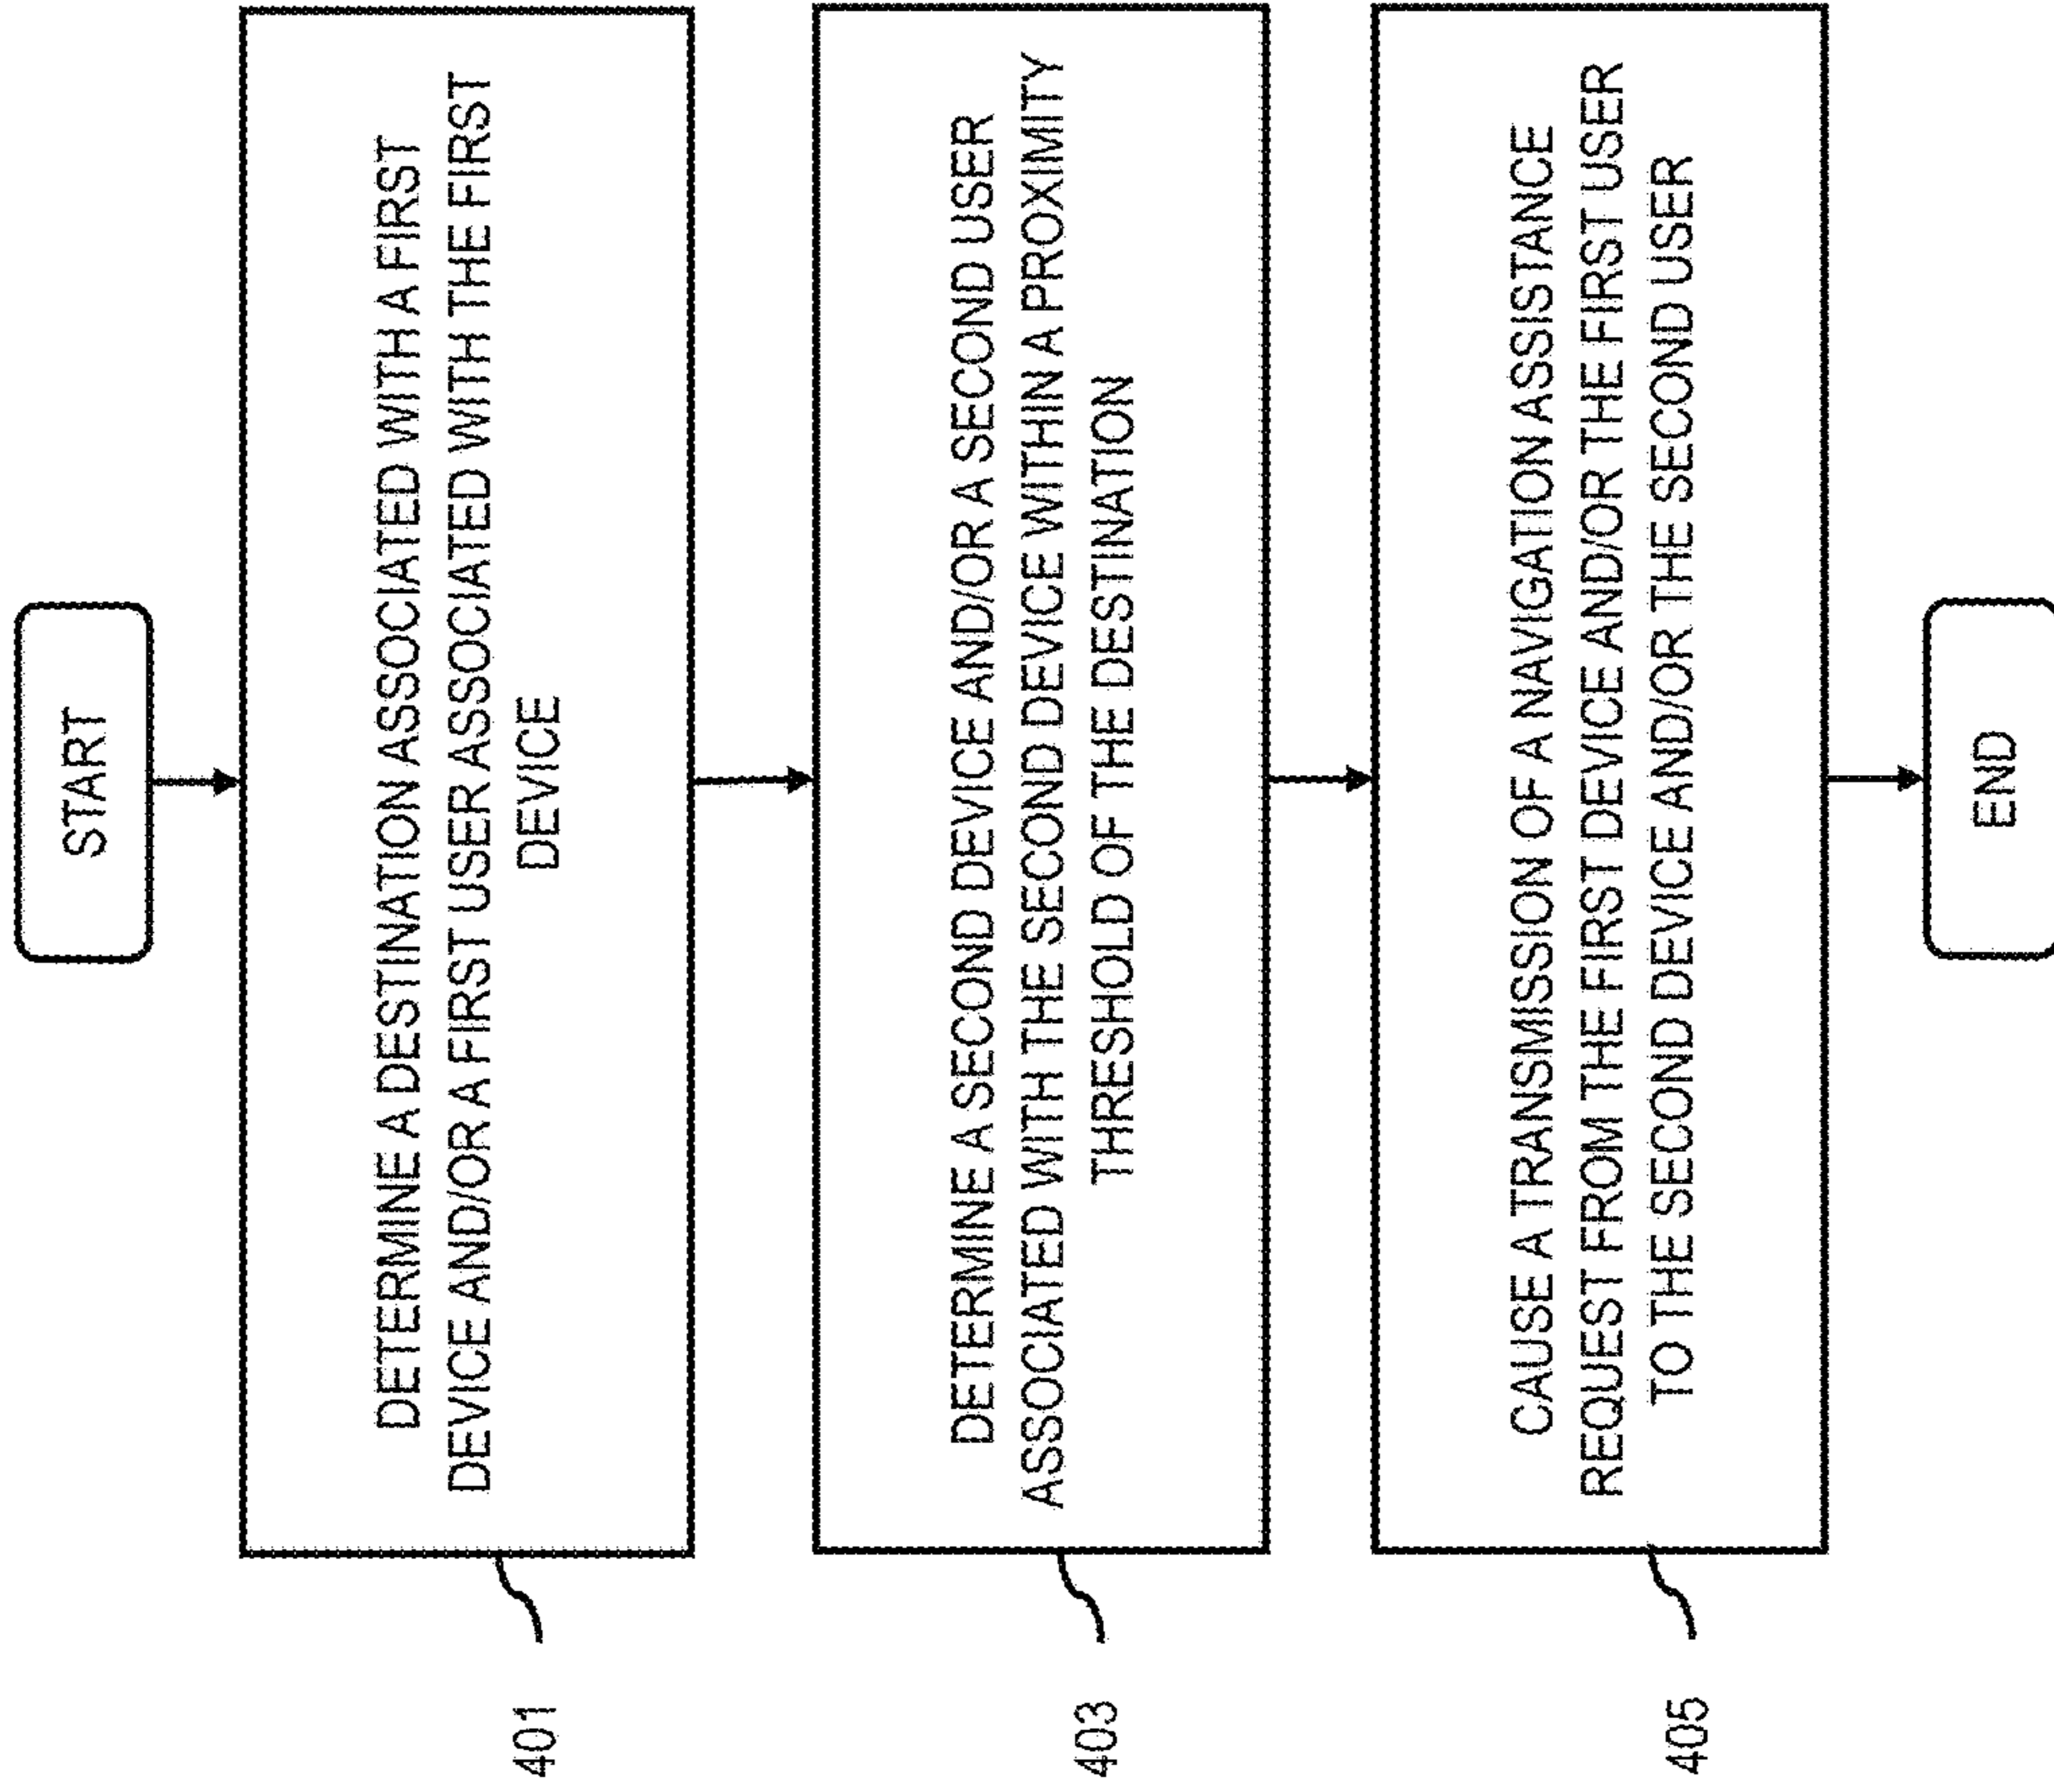 START
DETERMINE A DESTINATION ASSOCIATED WITH A FIRST
DEVICE AND/OR A FIRST USER ASSOCIATED WITH THE FIRST
DEVICE
401
DETERMINE A SECOND DEVICE AND/OR A SECOND USER
ASSOCIATED WITH THE SECOND DEVICE WITHIN A PROXIMITY
THRESHOLD OF THE DESTINATION
403
CAUSE A TRANSMISSION OF A NAVIGATION ASSISTANCE
REQUEST FROM THE FIRST DEVICE AND/OR THE FIRST USER
TO THE SECOND DEVICE AND/OR THE SECOND USER
405
END